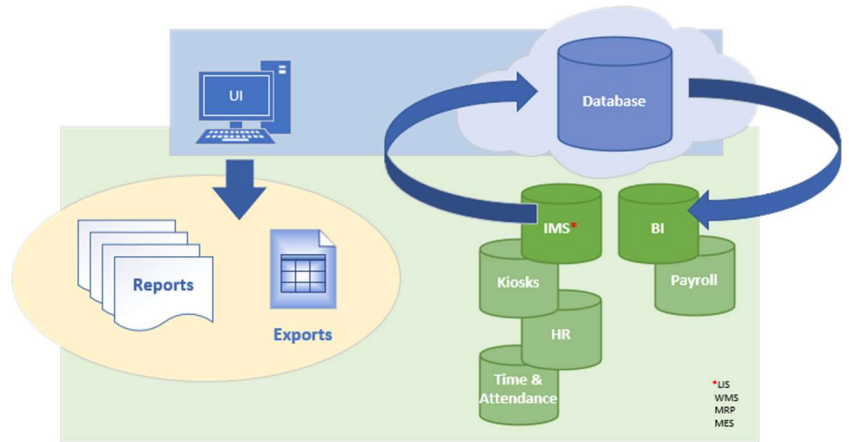 UI
Database
IMS*
BI
Kiosks
Payroll
Reports
HR
Exports
Time &
Attendance
*LIS
WMS
MRP
MES